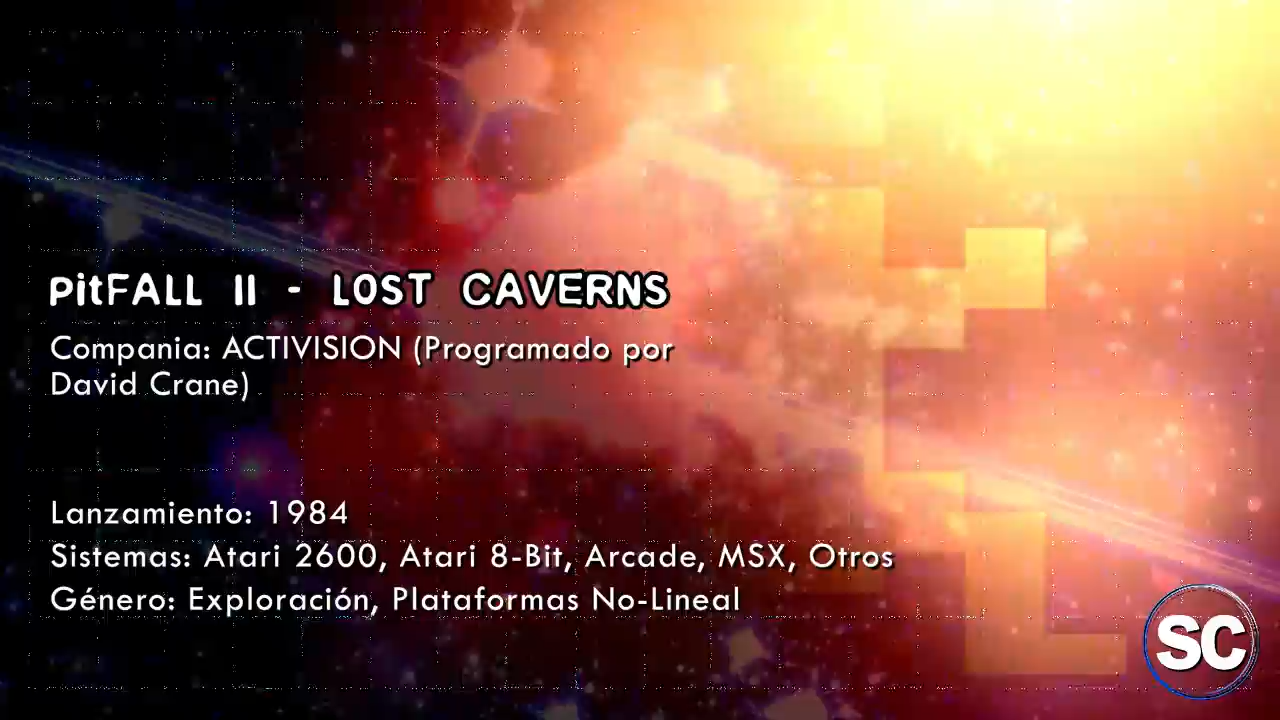 PitFALL II - LOST CAVERNS
Compania: ACTIVISION (Programado por
David Crane)
Lanzamiento: 1984
Sistemas: Atari 2600, Atari 8-Bit, Arcade, MSX, Otros
Género: Exploración, Plataformas No-Lineal
SC